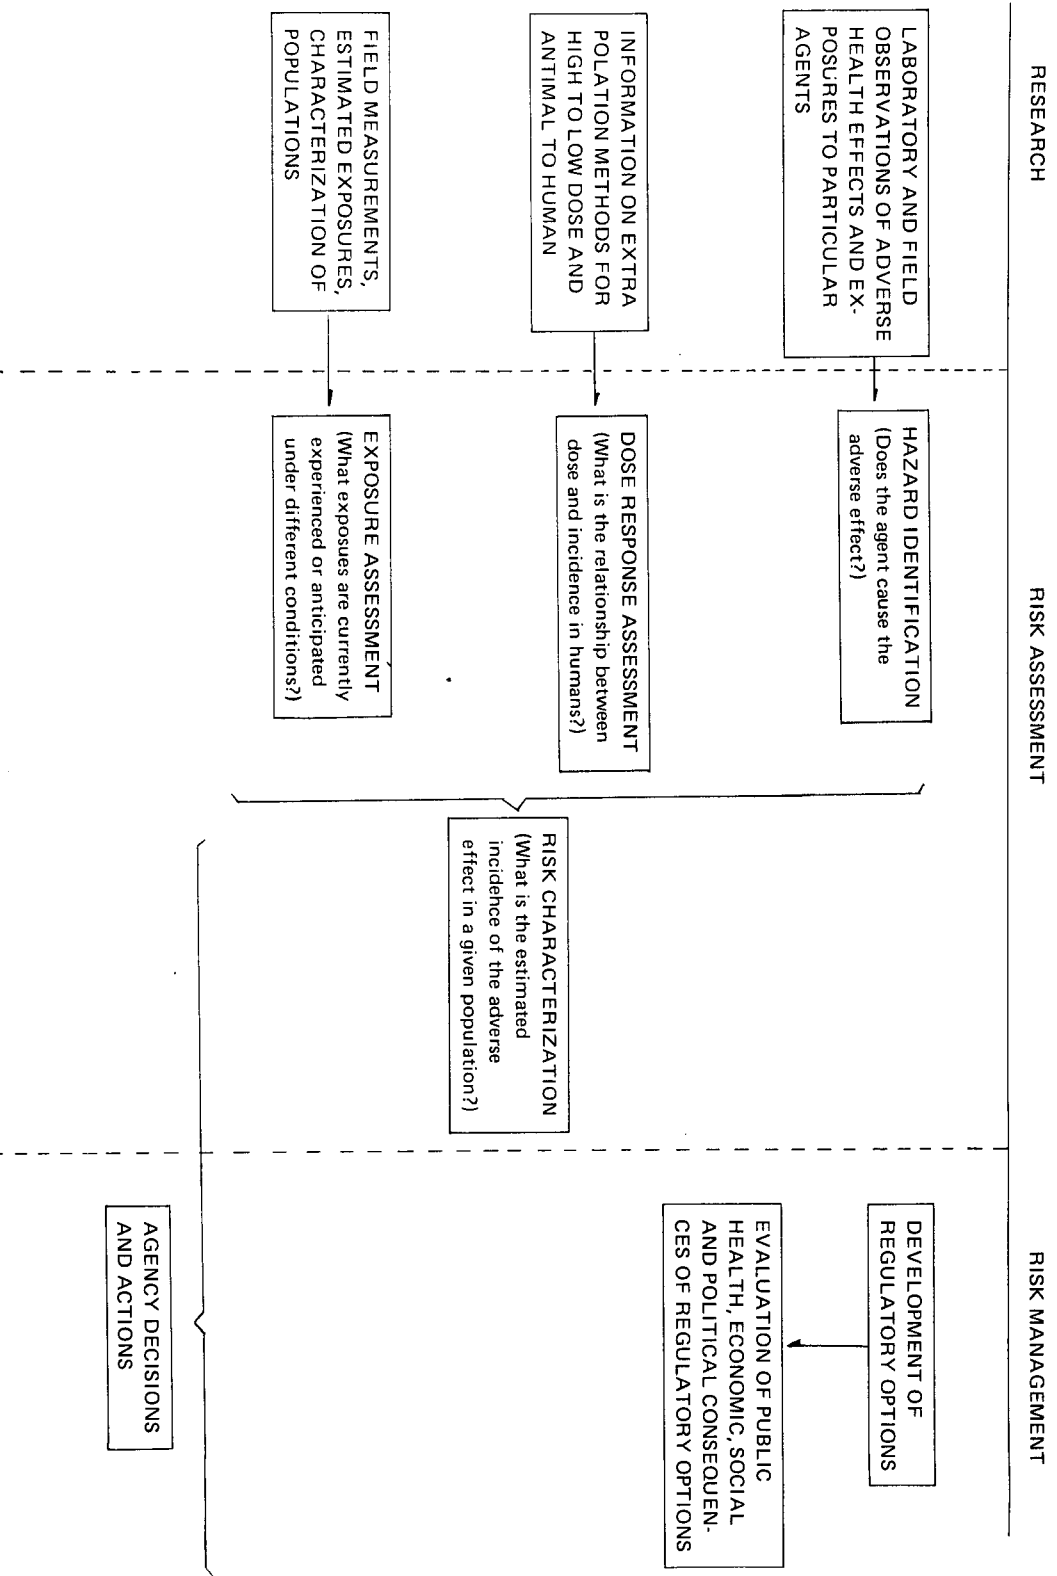 RESEARCH
RISK ASSESSMENT
RISK MANAGEMENT
LABORATORY AND FIELD
OBSERVATIONS OF ADVERSE
HEALTH EFFECTS AND EX-
POSURES TO PARTICULAR
AGENTS
HAZARD IDENTIFICATION
(Does the agent cause the
adverse effect?)
DEVELOPMENT OF
REGULATORY OPTIONS
INFORMATION ON EXTRA
POLATION METHODS FOR
HIGH TO LOW DOSE AND
ANTIMAL TO HUMAN
DOSE RESPONSE ASSESSMENT
(What is the relationship between
dose and incidence in humans?)
EVALUATION OF PUBLIC
HEALTH, ECONOMIC, SOCIAL
AND POLITICAL CONSEQUEN-
CES OF REGULATORY OPTIONS
RISK CHARACTERIZATION
(What is the estimated
incidehce of the adverse
effect in a given population?)
FIELD MEASUREMENTS,
ESTIMATED EXPOSURES,
CHARACTERIZATION OF
POPULATIONS
EXPOSURE ASSESSMENT
(What exposues are currently
experienced or anticipated
under different conditions?)
AGENCY DECISIONS
AND ACTIONS